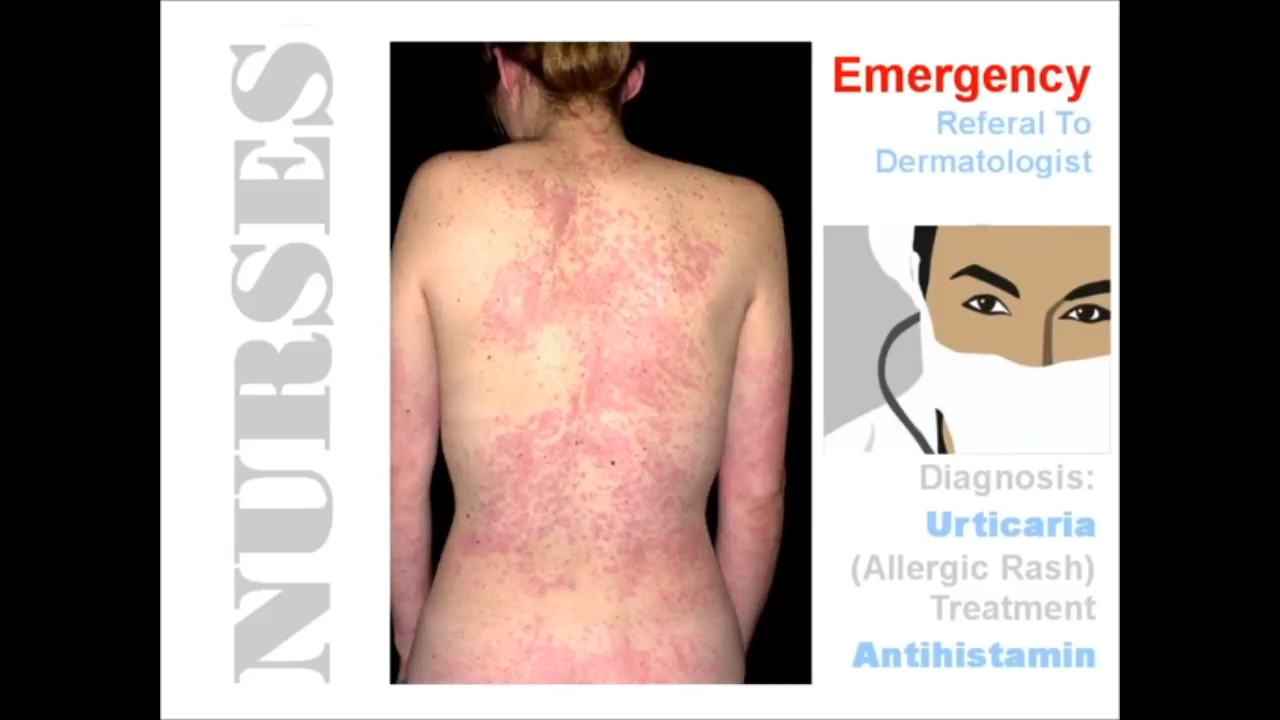 NURSES
Emergency
Referal To
Dermatologist
Diagnosis:
Urticaria
(Allergic Rash)
Treatment
Antihistamin